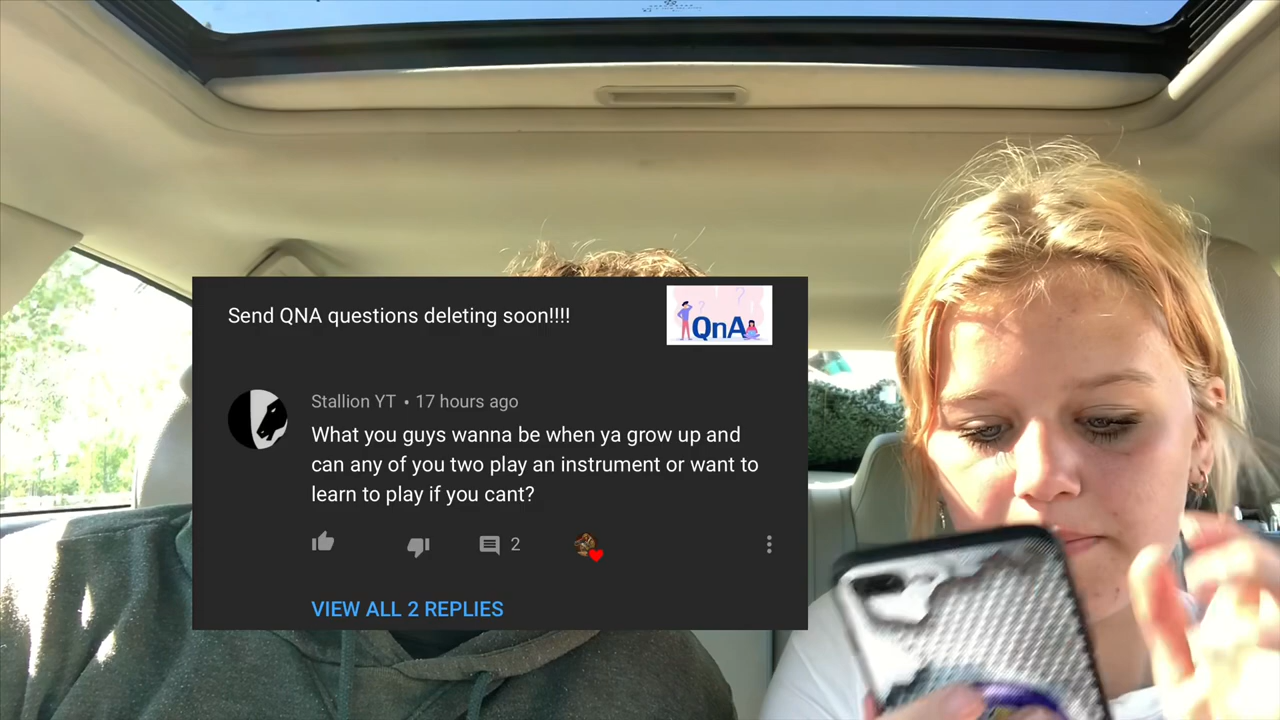 Send QNA questions deleting soon!!!!
QnA
Stallion YT • 17 hours ago
What you guys wanna be when ya grow up and
can any of you two play an instrument or want to
learn to play if you cant?
2
VIEW ALL 2 REPLIES